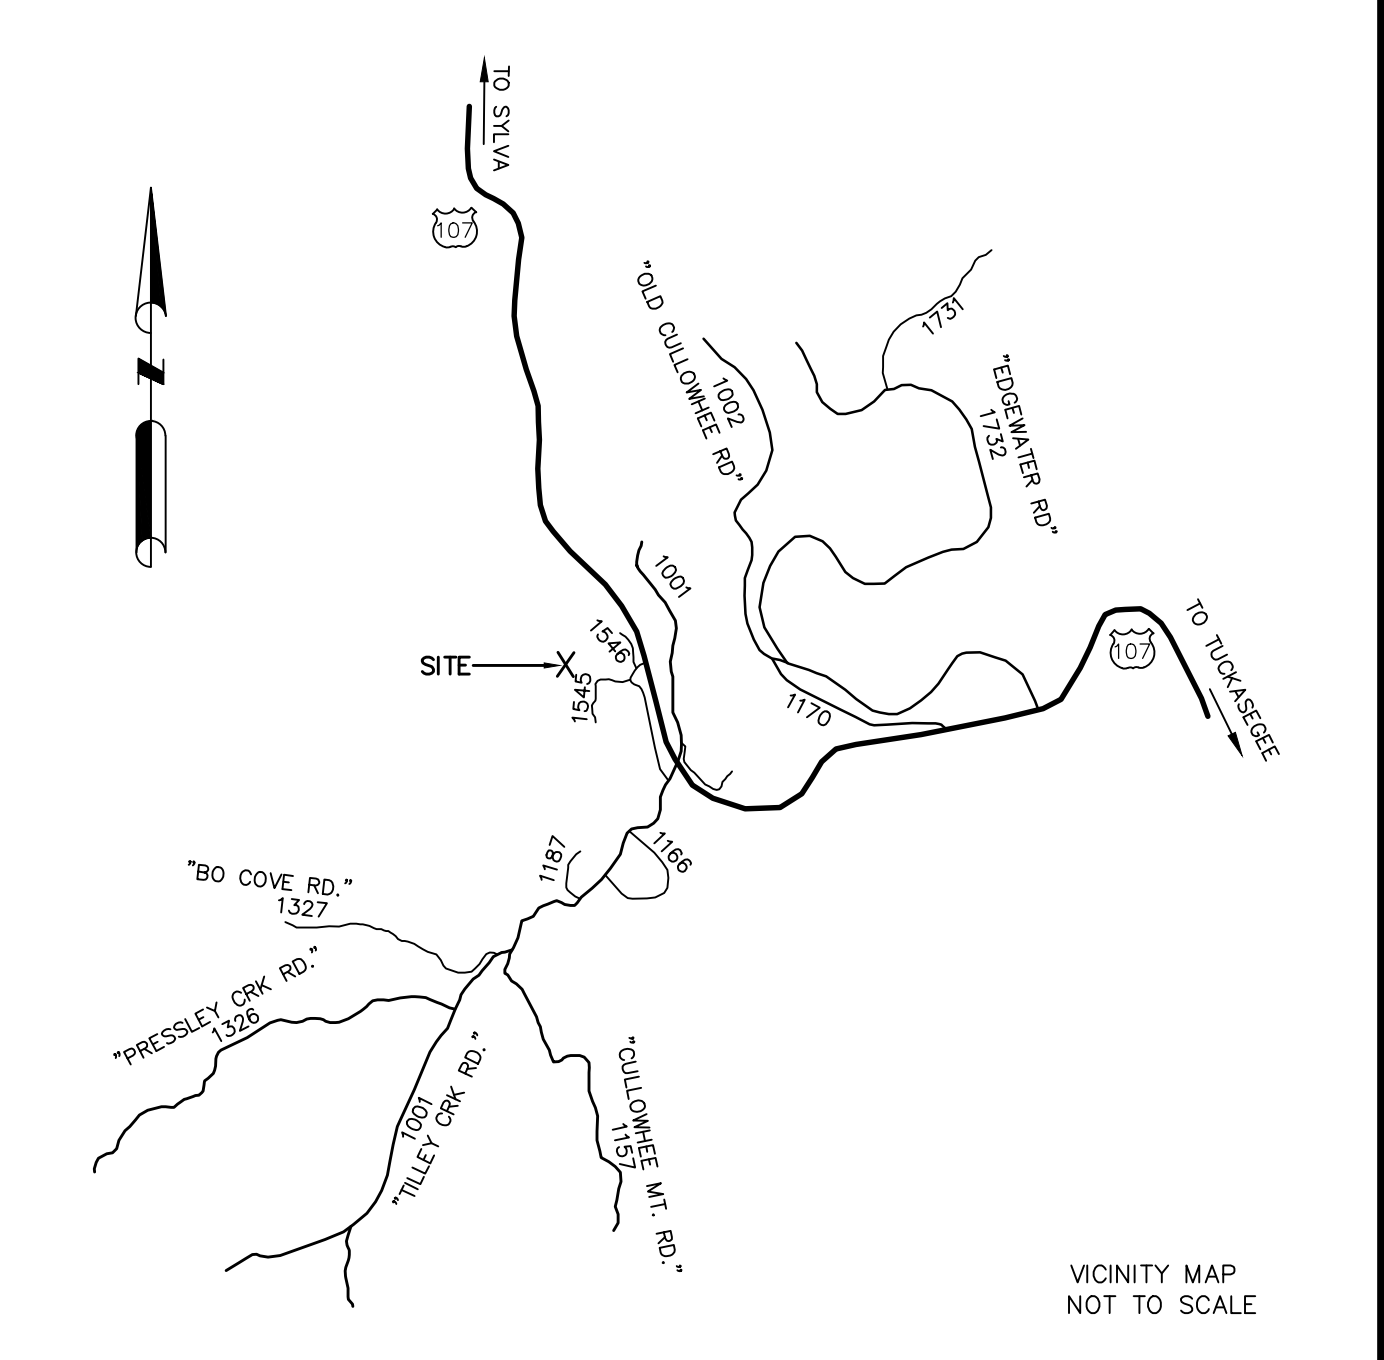 TO SYLVA
107
N
"OLD CULLOWHEE RD"
1002
1731
"EDGEWATER RD"
1732
1001
1546
SITE
X
1545
TO TUCKASEGEE
107
1170
1187
1166
"BO COVE RD."
1327
"PRESSLEY CRK RD."
1326
1001
"TILLEY CRK RD."
"CULLOWHEE MT. RD."
1157
VICINITY MAP
NOT TO SCALE